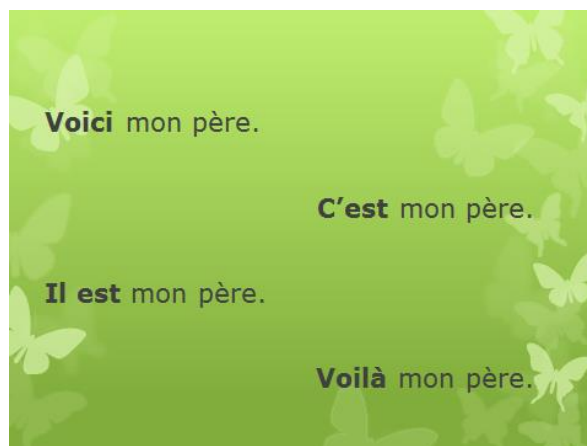 Voici mon père.
C’est mon père.
Il est mon père.
Voilà mon père.